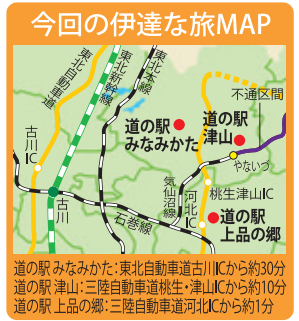 今回の伊達な旅MAP
東北自動車道
東北新幹線
東北本線
不通区間
道の駅
みなみかた
道の駅
津山
やないづ
古川IC
気仙沼線
河北IC
桃生津山IC
古川
石巻線
道の駅
上品の郷
道の駅 みなみかた:東北自動車道古川ICから約30分
道の駅 津山:三陸自動車道桃生・津山ICから約10分
道の駅 上品の郷:三陸自動車道河北ICから約1分